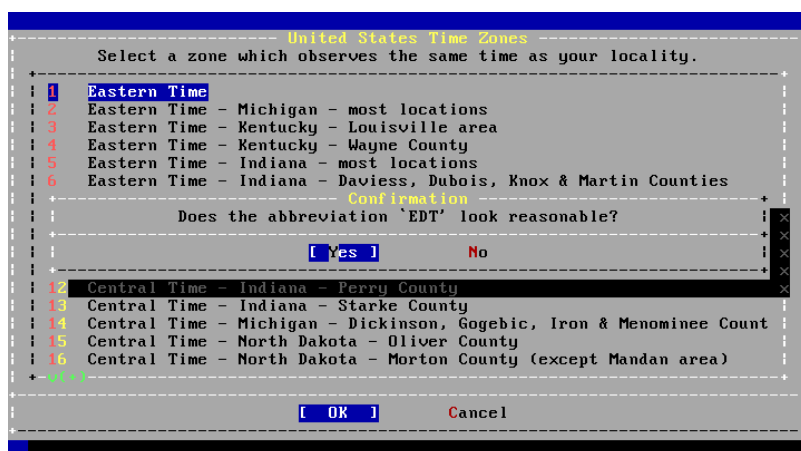 United States Time Zones
Select a zone which observes the same time as your locality.
1 Eastern Time
2 Eastern Time - Michigan - most locations
3 Eastern Time - Kentucky - Louisville area
4 Eastern Time - Kentucky - Wayne County
5 Eastern Time - Indiana - most locations
6 Eastern Time - Indiana - Daviess, Dubois, Knox & Martin Counties
Confirmation
Does the abbreviation `EDT' look reasonable?
[ Yes ] No
12 Central Time - Indiana - Perry County
13 Central Time - Indiana - Starke County
14 Central Time - Michigan - Dickinson, Gogebic, Iron & Menominee Count
15 Central Time - North Dakota - Oliver County
16 Central Time - North Dakota - Morton County (except Mandan area)
v(+)
[ OK ] Cancel